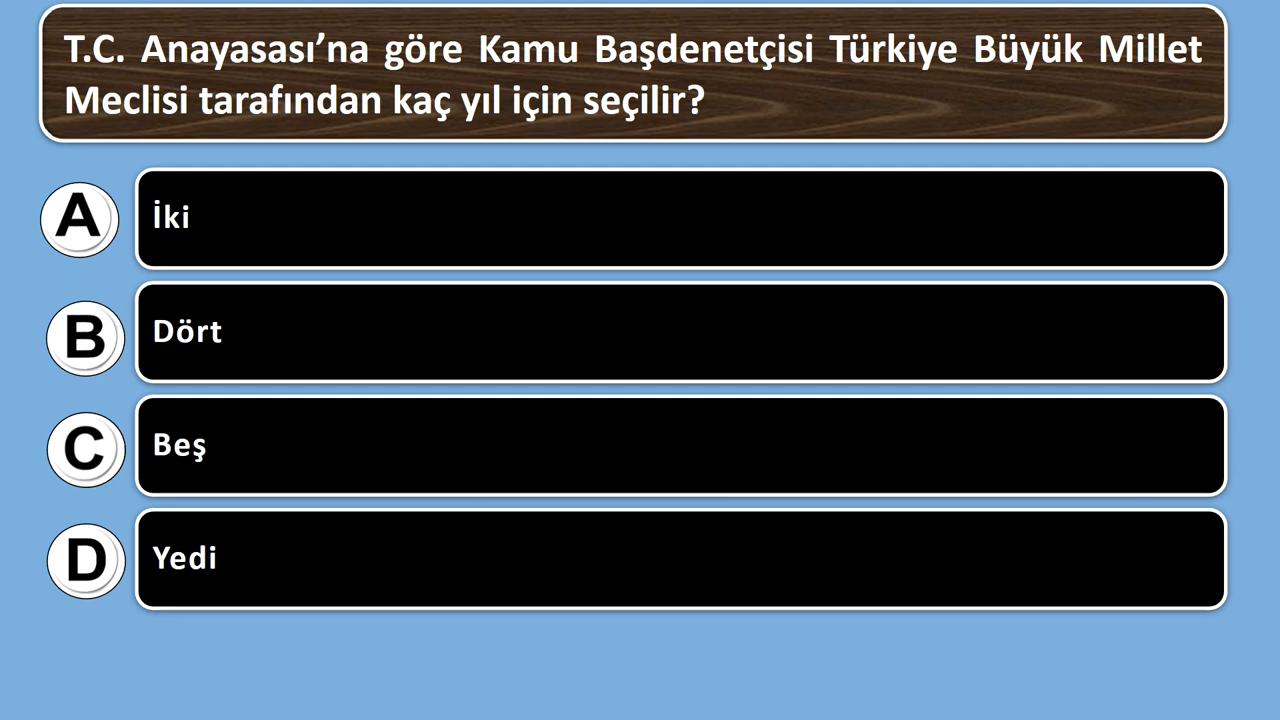 T.C. Anayasası’na göre Kamu Başdenetçisi Türkiye Büyük Millet
Meclisi tarafından kaç yıl için seçilir?
A İki
B Dört
C Beş
D Yedi